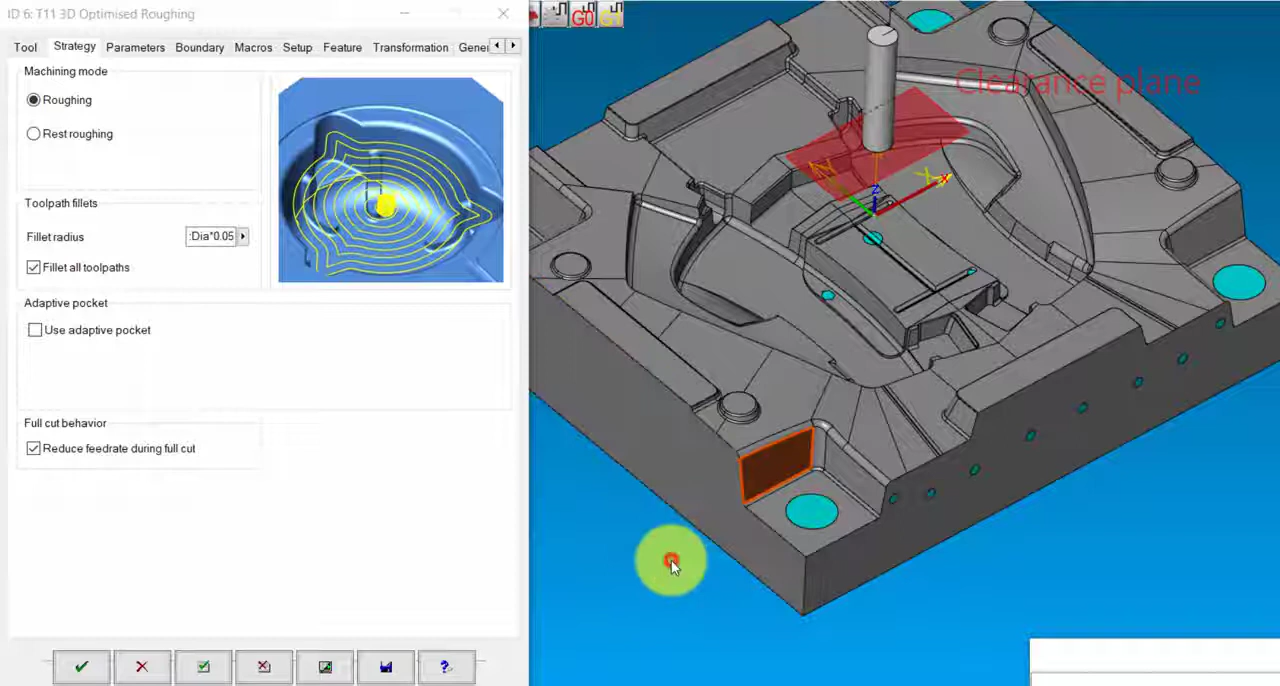 ID 6: T11 3D Optimised Roughing
Tool Strategy Parameters Boundary Macros Setup Feature Transformation Gener
Machining mode
Roughing
Rest roughing
Toolpath fillets
Fillet radius :Dia*0.05
Fillet all toolpaths
Adaptive pocket
Use adaptive pocket
Full cut behavior
Reduce feedrate during full cut
G0
Clearance plane
Z